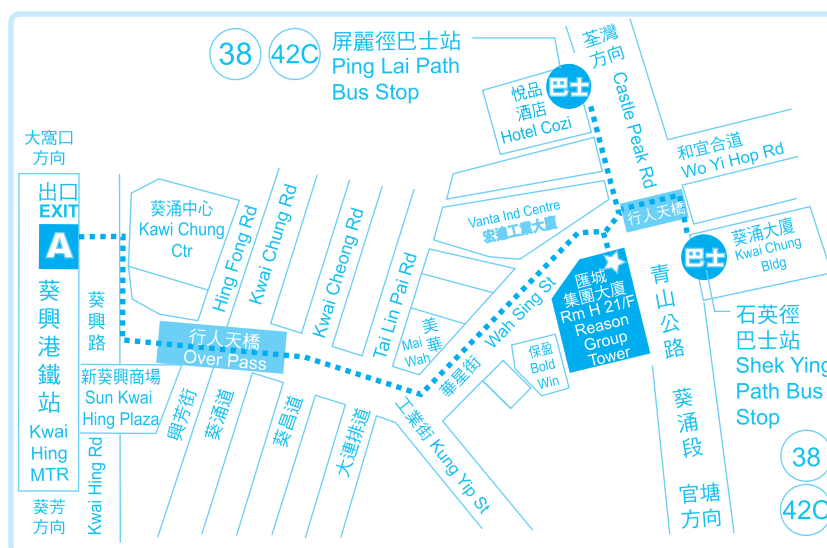 38
42C
屏麗徑巴士站
Ping Lai Path
Bus Stop
荃灣
方向
Castle Peak Rd
巴士
悅品
酒店
Hotel Cozi
和宜合道
Wo Yi Hop Rd
大窩口
方向
出口
EXIT
A
葵興港鐵站
Kwai
Hing
MTR
葵芳
方向
葵興路
Kwai Hing Rd
葵涌中心
Kawi Chung
Ctr
新葵興商場
Sun Kwai
Hing Plaza
Hing Fong Rd
Kwai Chung Rd
Kwai Cheong Rd
Tai Lin Pai Rd
行人天橋
Over Pass
興芳街
葵涌道
葵昌道
大連排道
工業街 Kung Yip St
美華
Mai
Wah
Vanta Ind Centre
宏達工業大廈
華星街
Wah Sing St
保盈
Bold
Win
匯城
集團大廈
Rm H 21/F
Reason
Group
Tower
行人天橋
巴士
葵涌大廈
Kwai Chung
Bldg
青山公路
葵涌段
官塘
方向
石英徑
巴士站
Shek Ying
Path Bus
Stop
38
42C